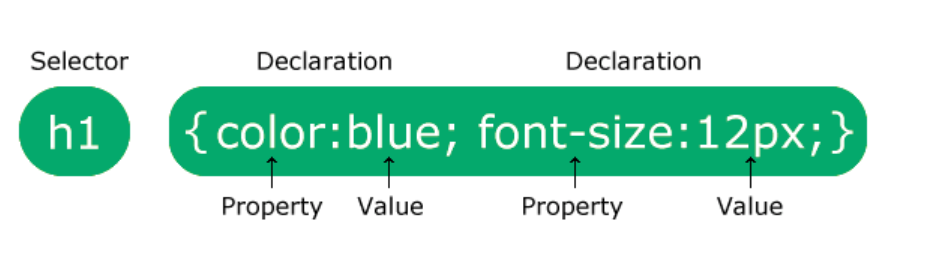 Selector Declaration Declaration
h1 {color:blue; font-size:12px;}
Property Value Property Value